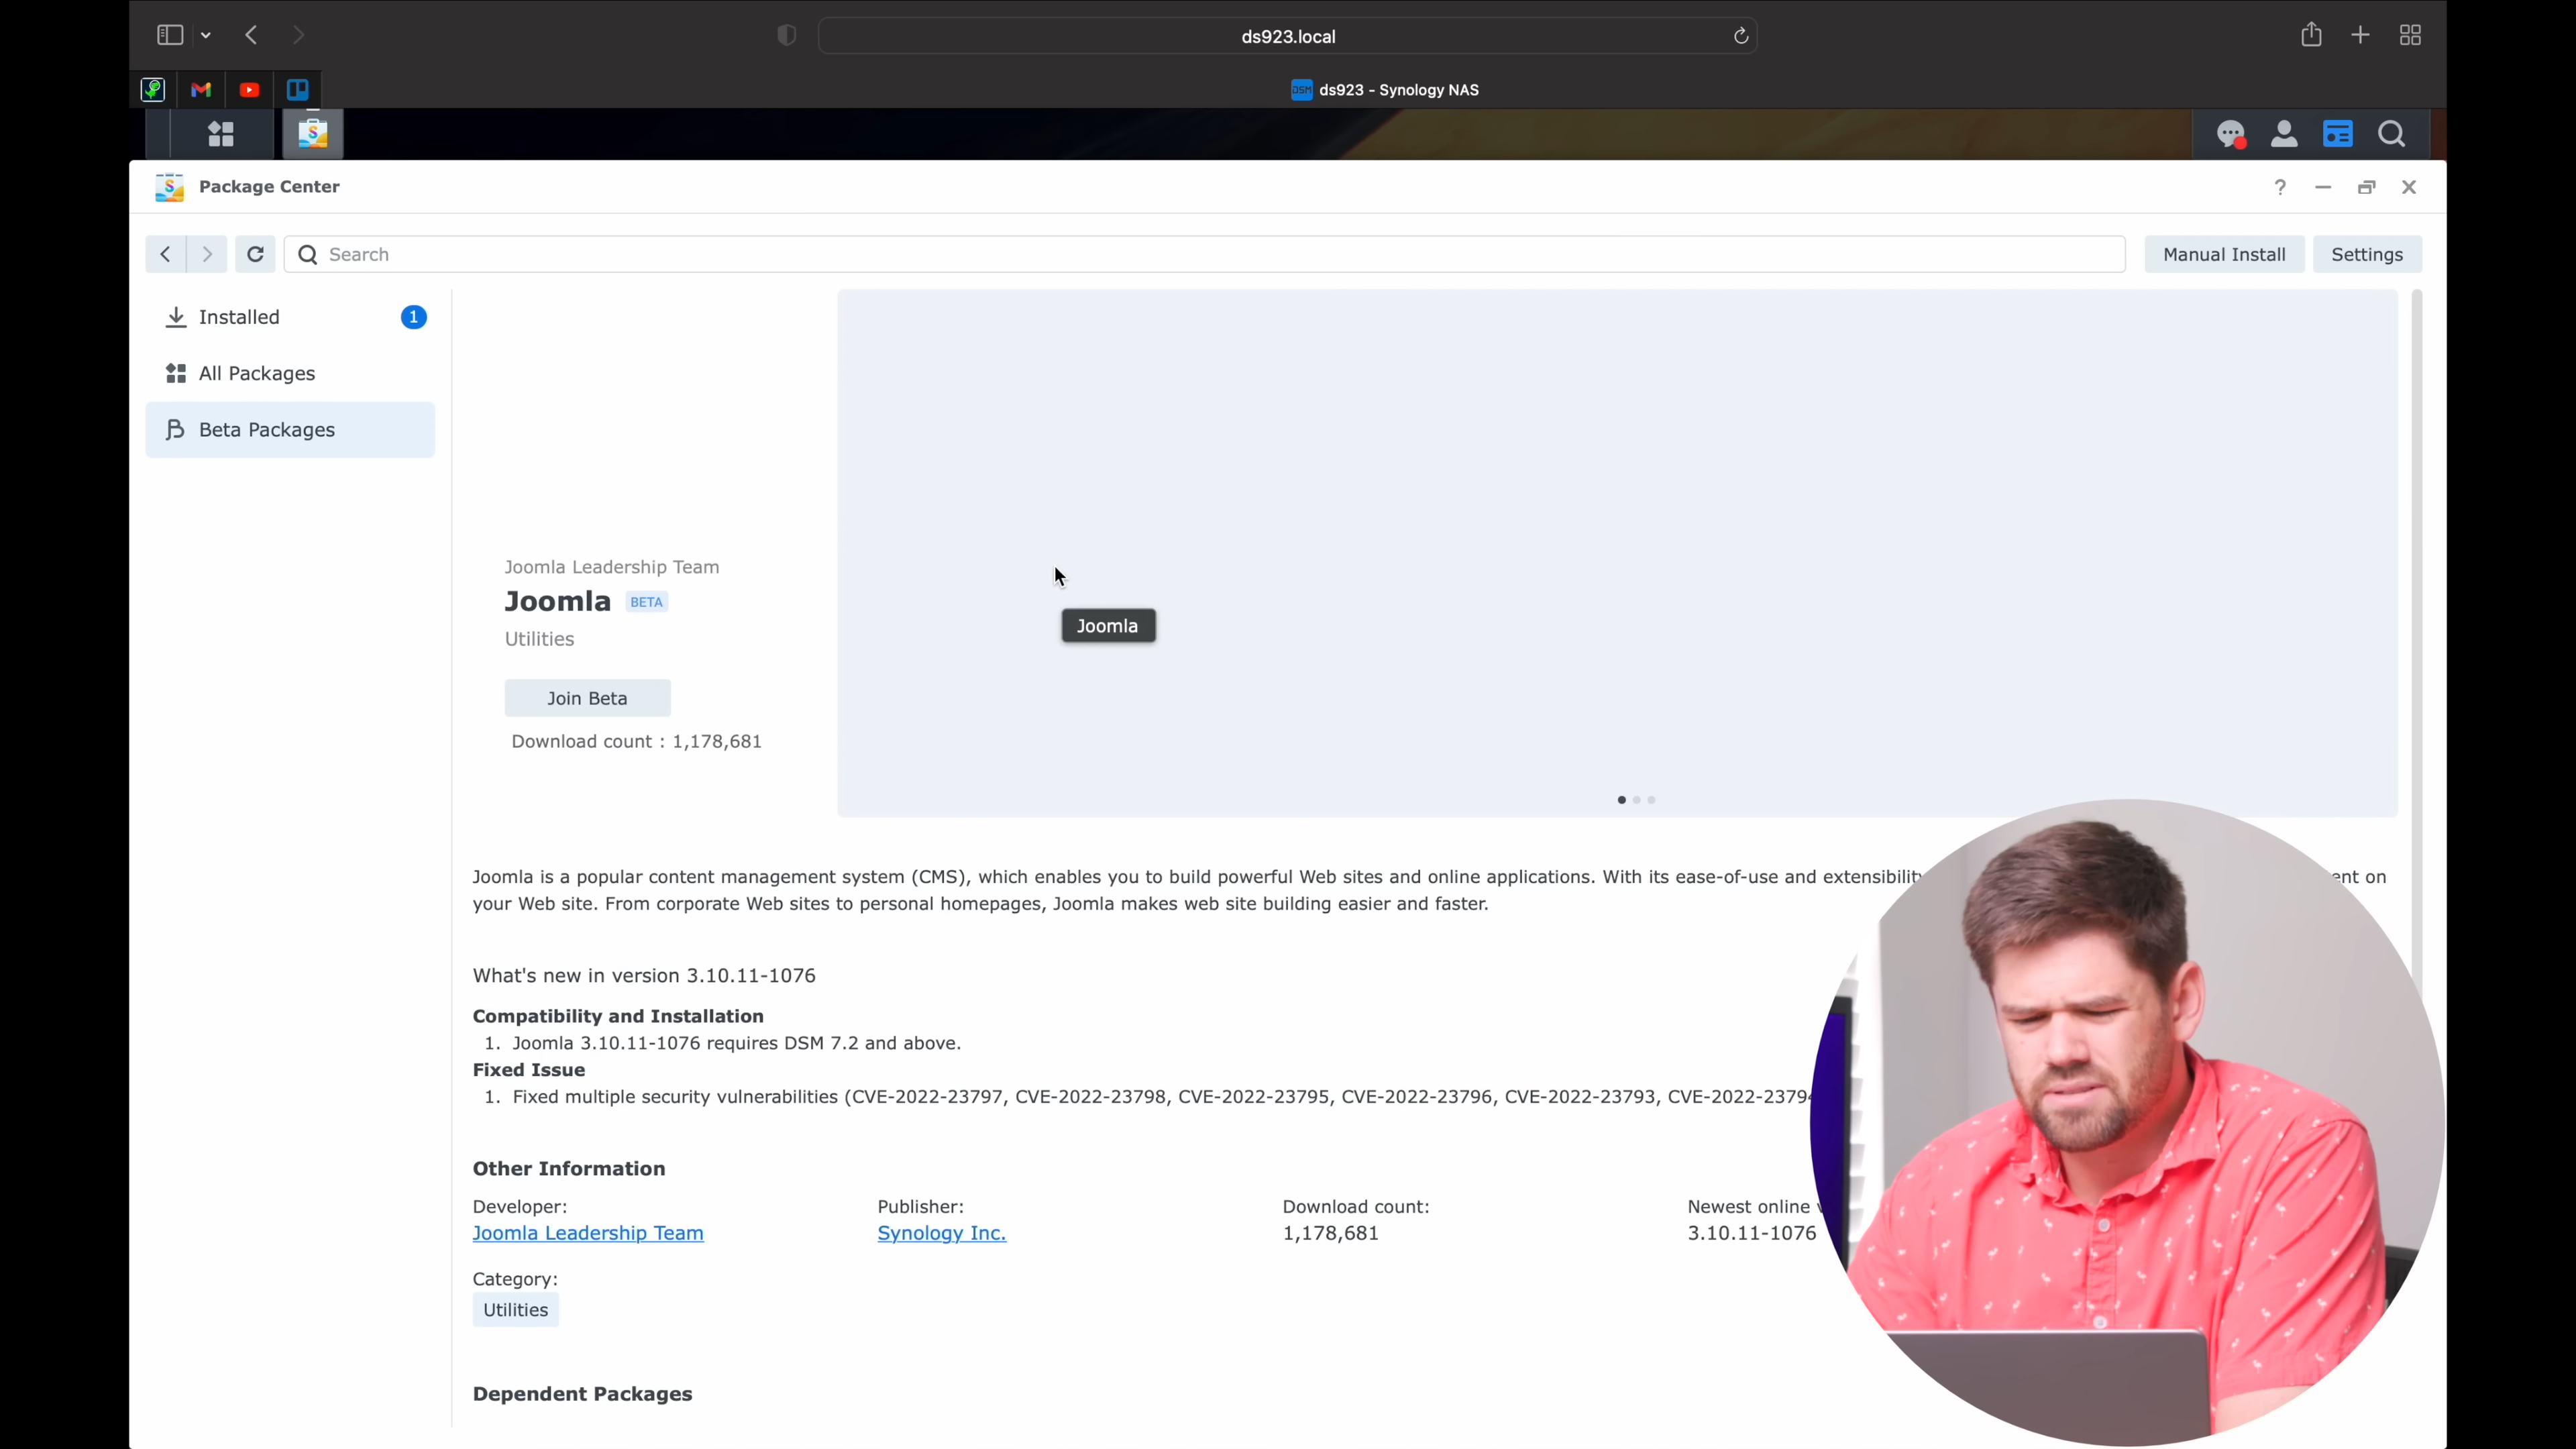 ds923.local
DSM ds923 - Synology NAS
Package Center
Search
Manual Install
Settings
Installed 1
All Packages
Beta Packages
Joomla Leadership Team
Joomla BETA
Utilities
Joomla
Join Beta
Download count : 1,178,681
Joomla is a popular content management system (CMS), which enables you to build powerful Web sites and online applications. With its ease-of-use and extensibility on
your Web site. From corporate Web sites to personal homepages, Joomla makes web site building easier and faster.
What's new in version 3.10.11-1076
Compatibility and Installation
1. Joomla 3.10.11-1076 requires DSM 7.2 and above.
Fixed Issue
1. Fixed multiple security vulnerabilities (CVE-2022-23797, CVE-2022-23798, CVE-2022-23795, CVE-2022-23796, CVE-2022-23793, CVE-2022-23794
Other Information
Developer:
Joomla Leadership Team
Publisher:
Synology Inc.
Download count:
1,178,681
Newest online
3.10.11-1076
Category:
Utilities
Dependent Packages